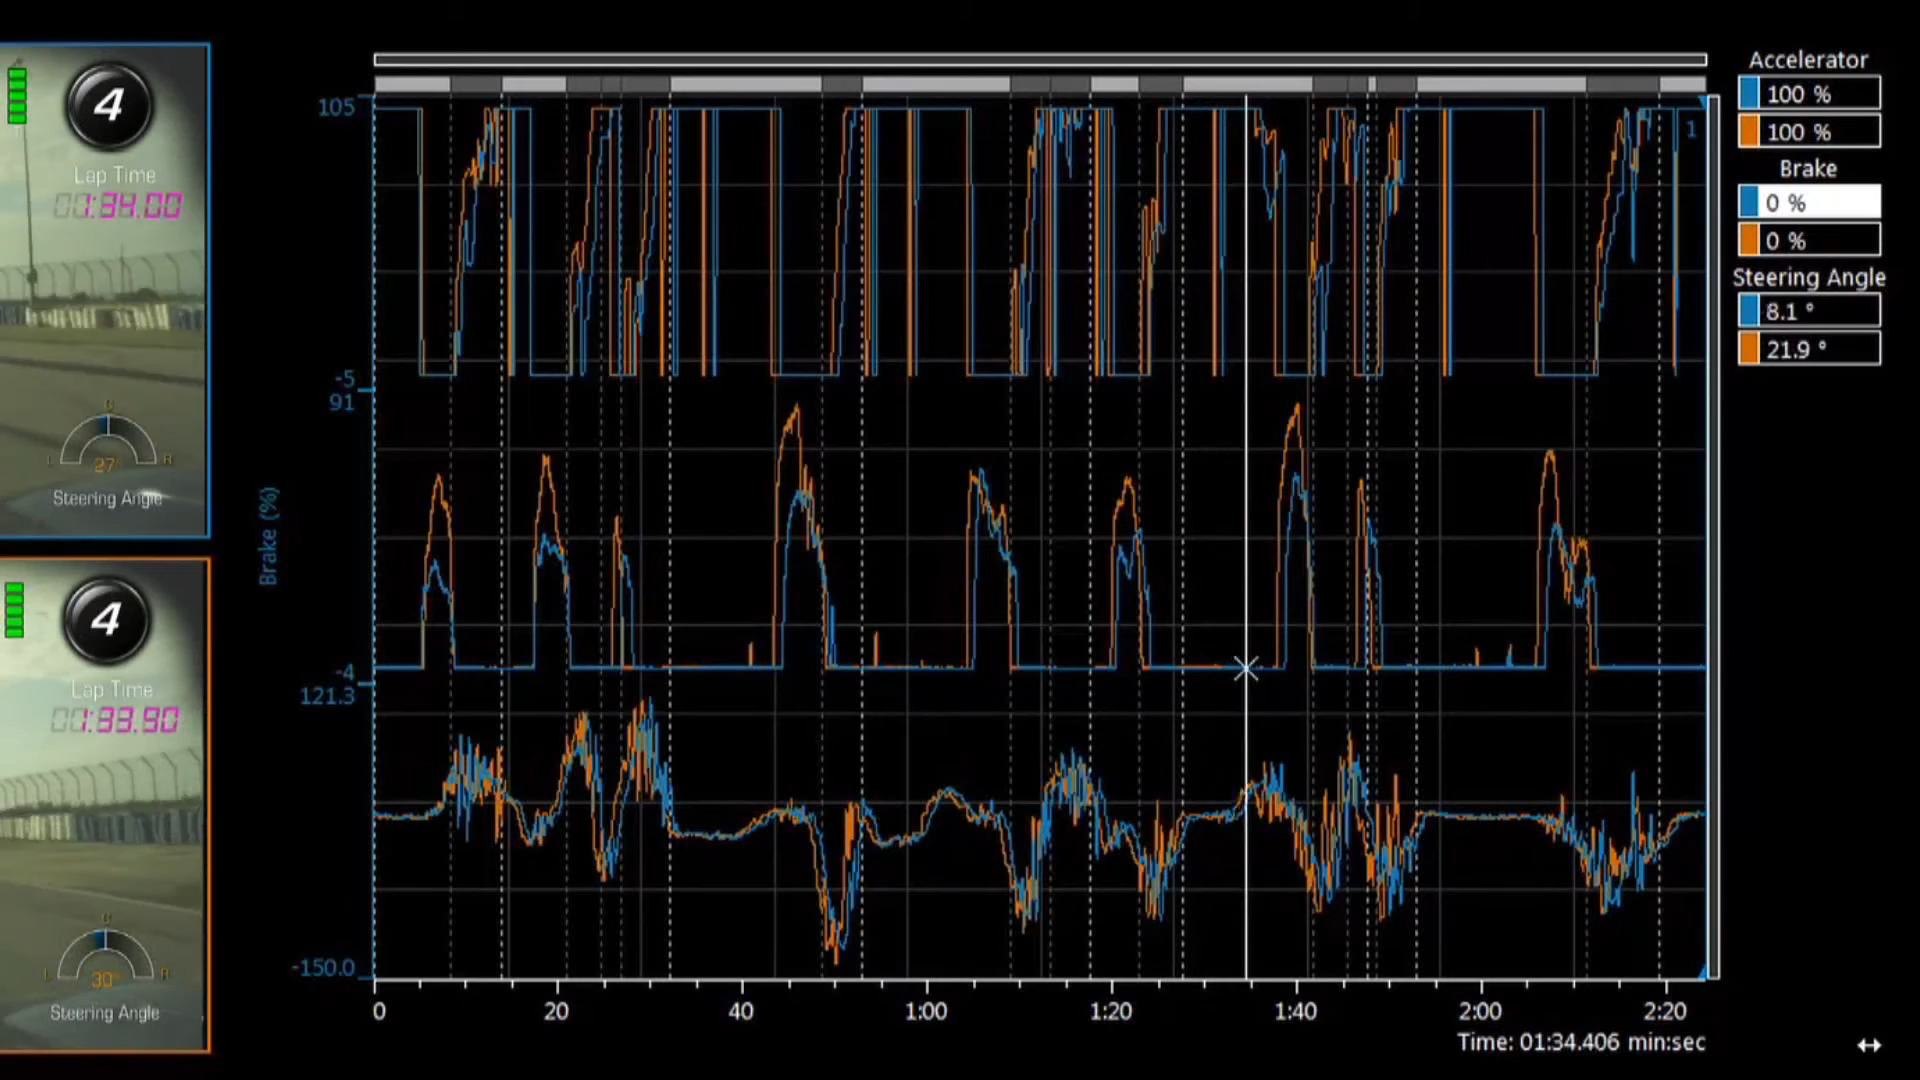 4
Lap Time
1:34.00
C
L 27° R
Steering Angle
4
Lap Time
1:33.90
C
L 30° R
Steering Angle
105
-5
91
Brake (%)
-4
121.3
-150.0
1
0 20 40 1:00 1:20 1:40 2:00 2:20
Time: 01:34.406 min:sec
Accelerator
100 %
100 %
Brake
0 %
0 %
Steering Angle
8.1 °
21.9 °